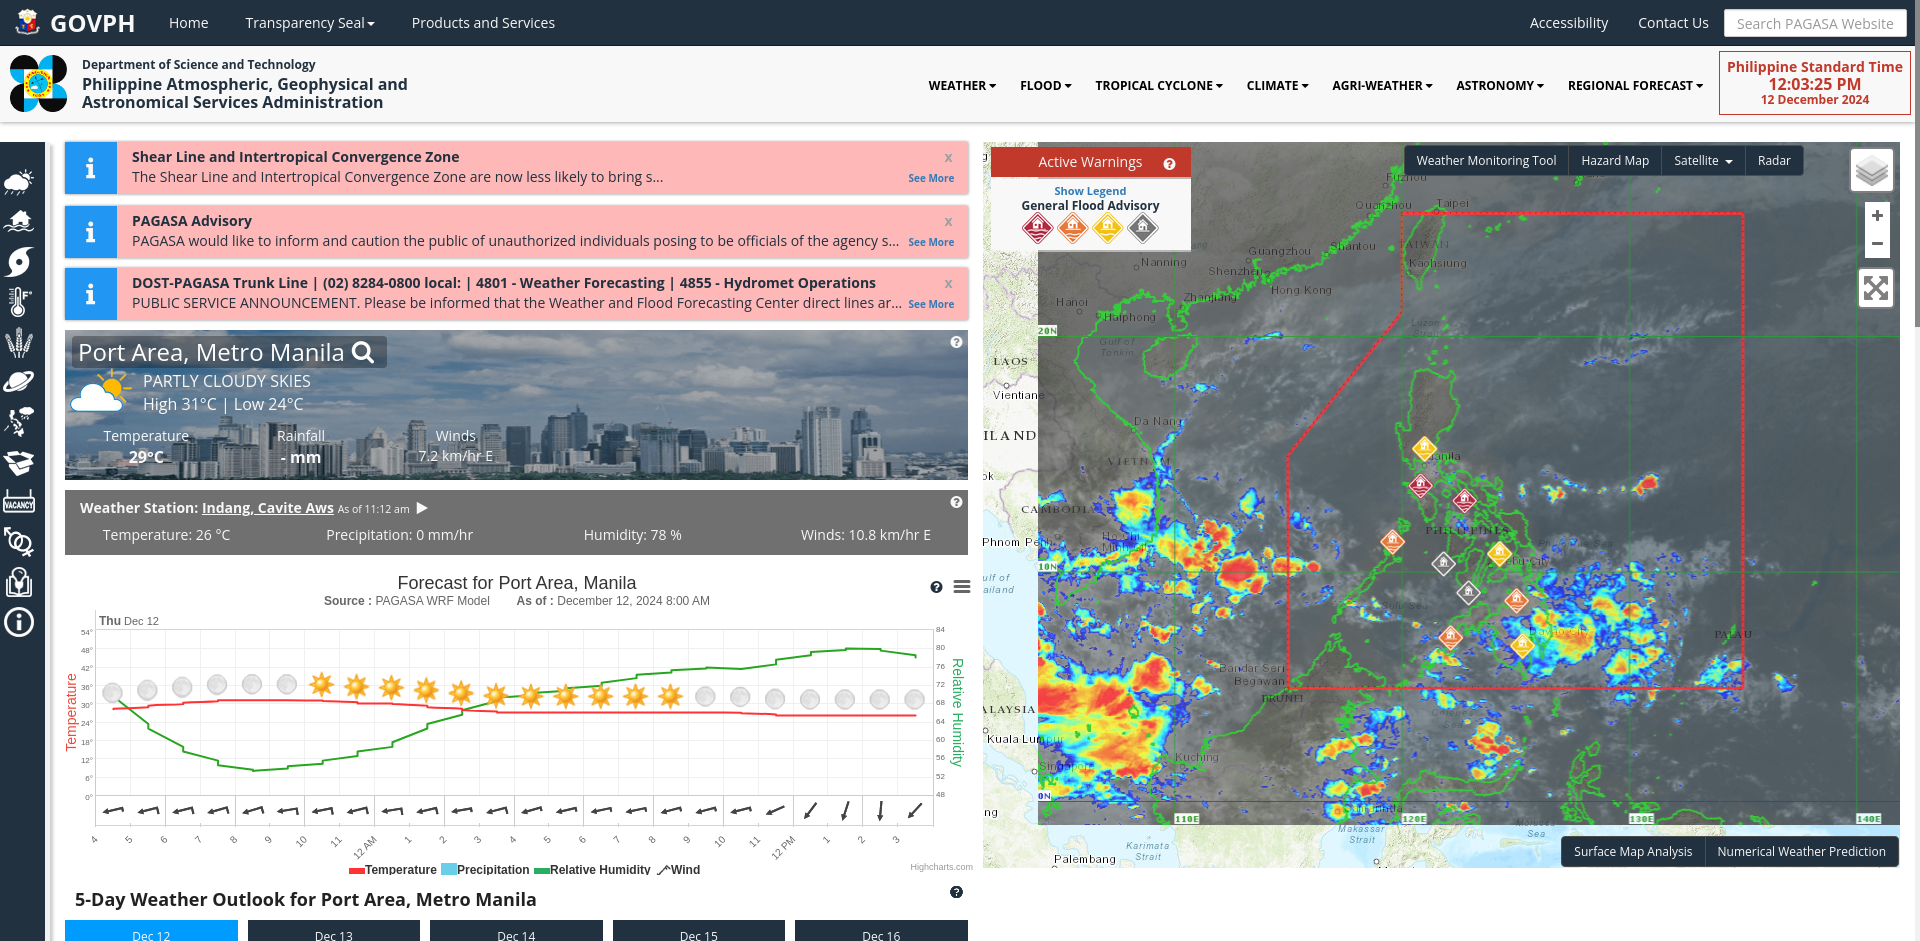 GOVPH
Home
Transparency Seal
Products and Services
Accessibility
Contact Us
Search PAGASA Website
Department of Science and Technology
Philippine Atmospheric, Geophysical and
Astronomical Services Administration
WEATHER
FLOOD
TROPICAL CYCLONE
CLIMATE
AGRI-WEATHER
ASTRONOMY
REGIONAL FORECAST
Philippine Standard Time
12:03:25 PM
12 December 2024
VACANCY
Shear Line and Intertropical Convergence Zone
x
The Shear Line and Intertropical Convergence Zone are now less likely to bring s...
See More
PAGASA Advisory
x
PAGASA would like to inform and caution the public of unauthorized individuals posing to be officials of the agency s...
See More
DOST-PAGASA Trunk Line | (02) 8284-0800 local: | 4801 - Weather Forecasting | 4855 - Hydromet Operations
x
PUBLIC SERVICE ANNOUNCEMENT. Please be informed that the Weather and Flood Forecasting Center direct lines ar...
See More
Port Area, Metro Manila
PARTLY CLOUDY SKIES
High 31°C | Low 24°C
Temperature
Rainfall
Winds
29°C
- mm
7.2 km/hr E
Weather Station: Indang, Cavite Aws As of 11:12 am
Temperature: 26 °C
Precipitation: 0 mm/hr
Humidity: 78 %
Winds: 10.8 km/hr E
Forecast for Port Area, Manila
Source : PAGASA WRF Model As of : December 12, 2024 8:00 AM
Thu Dec 12
Temperature
54°
48°
42°
36°
30°
24°
18°
12°
6°
0°
84
80
76
72
68
64
60
56
52
48
Relative Humidity
4 5 6 7 8 9 10 11 12 AM 1 2 3 4 5 6 7 8 9 10 11 12 PM 1 2 3
Temperature Precipitation Relative Humidity Wind
Highcharts.com
5-Day Weather Outlook for Port Area, Metro Manila
Dec 12
Dec 13
Dec 14
Dec 15
Dec 16
Active Warnings
Show Legend
General Flood Advisory
Weather Monitoring Tool
Hazard Map
Satellite
Radar
+
−
Fuzhou
Quanzhou
Taipei
TAIWAN
Kaohsiung
Shantou
Guangzhou
Nanning
Shenzhen
Hong Kong
Zhanjiang
Hanoi
Haiphong
20N
Gulf of
Tonkin
Luzon
LAOS
Vientiane
Da Nang
ILAND
VIETNAM
anila
CAMBODIA
Phnom Pe
PHILIPPINES
10N
ulf of
ailand
Bandar Seri
Begawan
BRUNEI
PALAU
ALAYSIA
Kuala Lumpur
Kuching
Singapore
0N
110E
120E
130E
140E
ng
Makassar
Strait
Sea
Karimata
Strait
Palembang
Surface Map Analysis
Numerical Weather Prediction